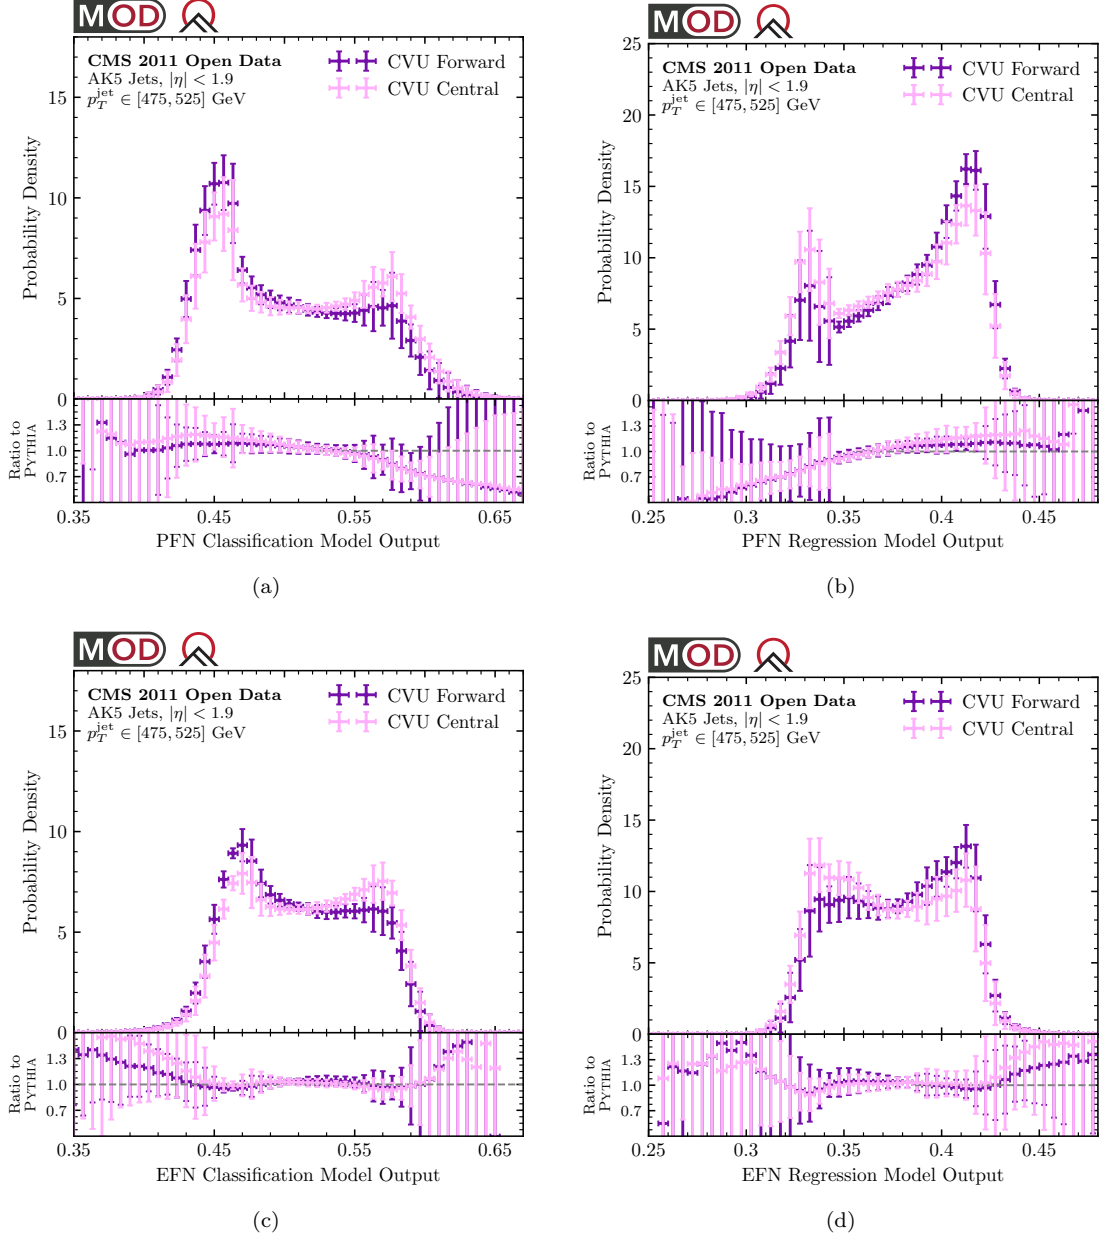 MOD
CMS 2011 Open Data
AK5 Jets, |η| < 1.9
p_T^jet ∈ [475, 525] GeV
CVU Forward
CVU Central
Probability Density
15
10
5
0
Ratio to
PYTHIA
1.3
1.0
0.7
0.35
0.45
0.55
0.65
PFN Classification Model Output
(a)
MOD
CMS 2011 Open Data
AK5 Jets, |η| < 1.9
p_T^jet ∈ [475, 525] GeV
CVU Forward
CVU Central
Probability Density
25
20
15
10
5
0
Ratio to
PYTHIA
1.3
1.0
0.7
0.25
0.3
0.35
0.4
0.45
PFN Regression Model Output
(b)
MOD
CMS 2011 Open Data
AK5 Jets, |η| < 1.9
p_T^jet ∈ [475, 525] GeV
CVU Forward
CVU Central
Probability Density
15
10
5
0
Ratio to
PYTHIA
1.3
1.0
0.7
0.35
0.45
0.55
0.65
EFN Classification Model Output
(c)
MOD
CMS 2011 Open Data
AK5 Jets, |η| < 1.9
p_T^jet ∈ [475, 525] GeV
CVU Forward
CVU Central
Probability Density
25
20
15
10
5
0
Ratio to
PYTHIA
1.3
1.0
0.7
0.25
0.3
0.35
0.4
0.45
EFN Regression Model Output
(d)